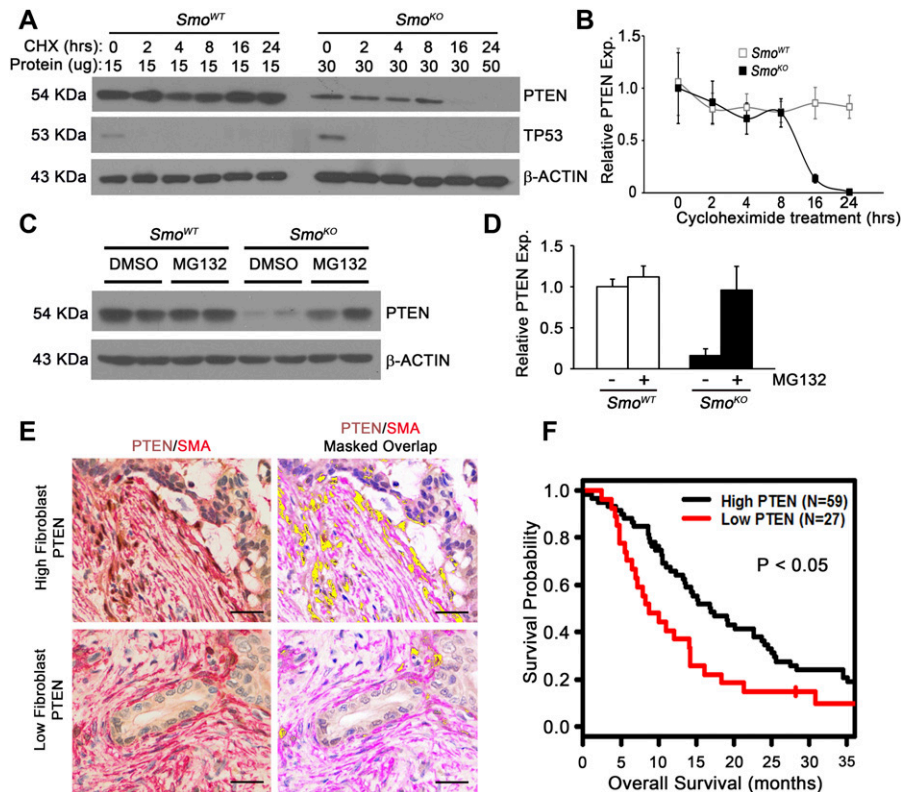 A
Smo^WT Smo^KO
CHX (hrs): 0 2 4 8 16 24 0 2 4 8 16 24
Protein (ug): 15 15 15 15 15 15 30 30 30 30 30 50
54 KDa PTEN
53 KDa TP53
43 KDa β-ACTIN
B
Smo^WT
Smo^KO
Relative PTEN Exp.
1.5
1.0
0.5
0
0 2 4 8 16 24
Cycloheximide treatment (hrs)
C
Smo^WT Smo^KO
DMSO MG132 DMSO MG132
54 KDa PTEN
43 KDa β-ACTIN
D
Relative PTEN Exp.
1.5
1.0
0.5
0
- + - + MG132
Smo^WT Smo^KO
E
PTEN/SMA PTEN/SMA
Masked Overlap
High Fibroblast
PTEN
Low Fibroblast
PTEN
F
High PTEN (N=59)
Low PTEN (N=27)
P < 0.05
Survival Probability
1.0
0.8
0.6
0.4
0.2
0.0
0 5 10 15 20 25 30 35
Overall Survival (months)